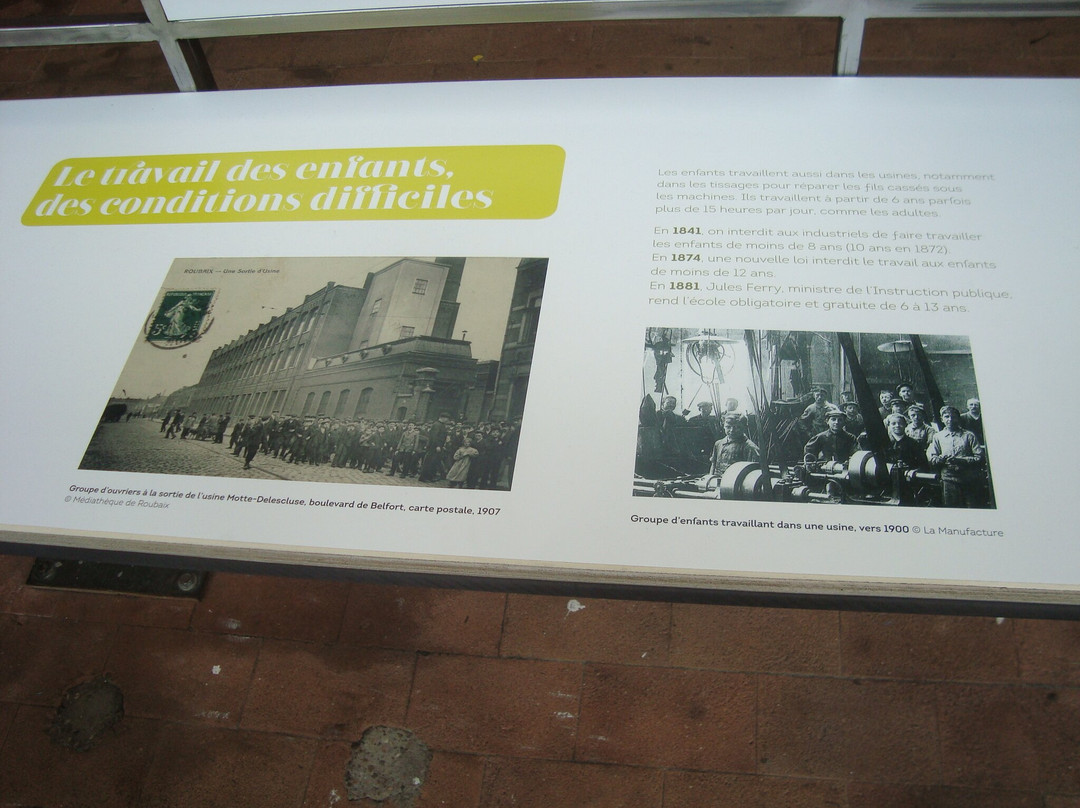 Le travail des enfants,
des conditions difficiles
ROUBAIX -- Une Sortie d'Usine
5c
Groupe d'ouvriers à la sortie de l'usine Motte-Delescluse, boulevard de Belfort, carte postale, 1907
© Médiathèque de Roubaix
Les enfants travaillent aussi dans les usines, notamment
dans les tissages pour réparer les fils cassés sous
les machines. Ils travaillent à partir de 6 ans parfois
plus de 15 heures par jour, comme les adultes.
En 1841, on interdit aux industriels de faire travailler
les enfants de moins de 8 ans (10 ans en 1872).
En 1874, une nouvelle loi interdit le travail aux enfants
de moins de 12 ans.
En 1881, Jules Ferry, ministre de l'Instruction publique,
rend l'école obligatoire et gratuite de 6 à 13 ans.
Groupe d'enfants travaillant dans une usine, vers 1900 © La Manufacture